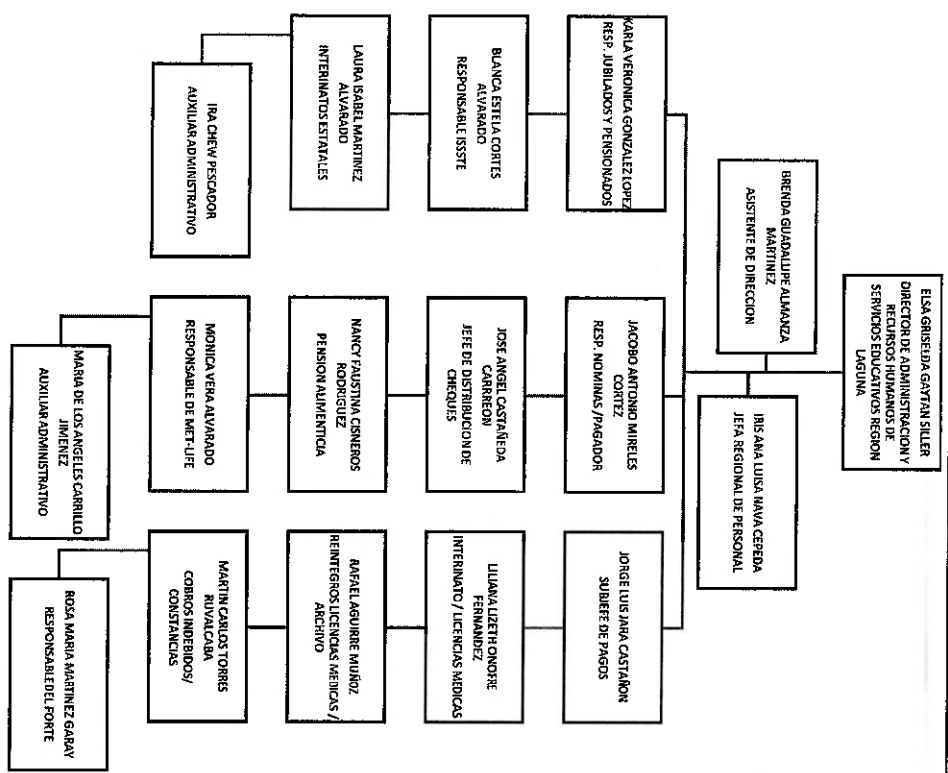 ELSA GRISELDA GAYTAN SILLER
DIRECTOR DE ADMINISTRACION Y
RECURSOS HUMANOS DE
SERVICIOS EDUCATIVOS REGION
LAGUNA
BRENDA GUADALUPE ALMANZA
MARTINEZ
ASISTENTE DE DIRECCION
IRIS ANA LUISA NAVA CEPEDA
JEFA REGIONAL DE PERSONAL
KARLA VERONICA GONZALEZ LOPEZ
RESP. JUBILADOS Y PENSIONADOS
BLANCA ESTELA CORTES
ALVARADO
RESPONSABLE ISSSTE
LAURA ISABEL MARTINEZ
ALVARADO
INTERINATOS ESTATALES
IRA CHEW PESCADOR
AUXILIAR ADMINISTRATIVO
JACOBO ANTONIO MIRELES
CORTEZ
RESP. NOMINAS /PAGADOR
JOSE ANGEL CASTAÑEDA
CARRREON
JEFE DE DISTRIBUCION DE
CHEQUES
NANCY FAUSTINA CISNEROS
RODRIGUEZ
PENSION ALIMENTICIA
MONICA VERA ALVARADO
RESPONSABLE DE MET-LIFE
MARIA DE LOS ANGELES CARRILLO
JIMENEZ
AUXILIAR ADMINISTRATIVO
JORGE LUIS JARA CASTAÑON
SUBJEFE DE PAGOS
LILIANA LIZETH ONOFRE
FERNANDEZ
INTERINATO / LICENCIAS MEDICAS
RAFAEL AGUIRRE MUÑOZ
REINTEGROS LICENCIAS MEDICAS /
ARCHIVO
MARTIN CARLOS TORRES
RUVALCABA
COBROS INDEBIDOS/
CONSTANCIAS
ROSA MARIA MARTINEZ GARAY
RESPONSABLE DEL FORTE